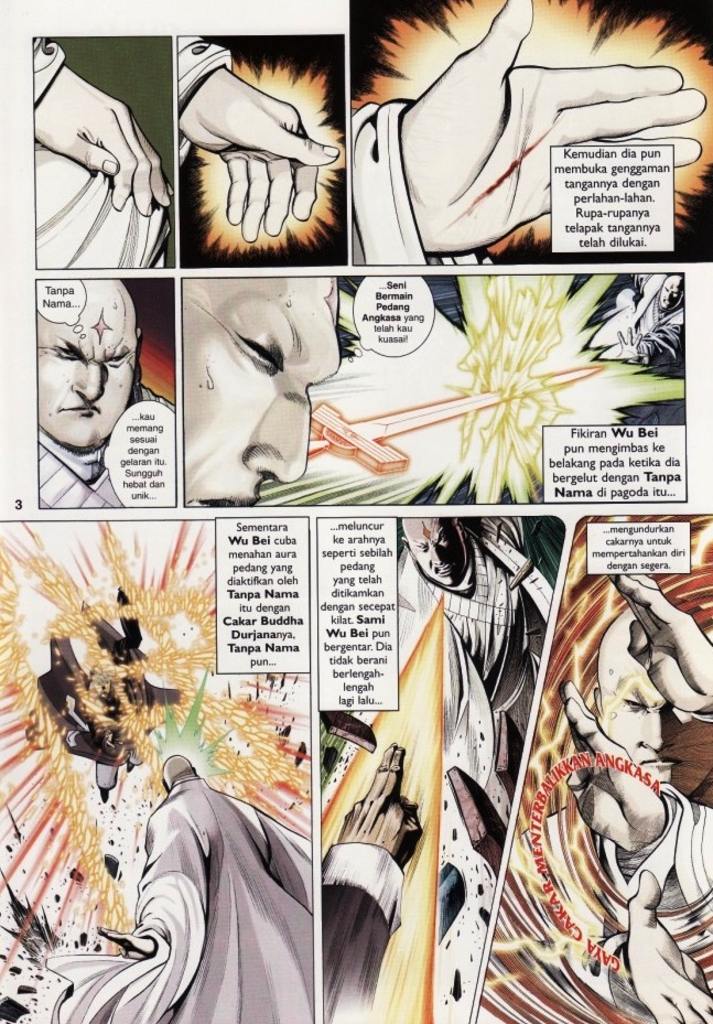 Kemudian dia pun
membuka genggaman
tangannya dengan
perlahan-lahan.
Rupa-rupanya
telapak tangannya
telah dilukai.
Tanpa
Nama...
...kau
memang
sesuai
dengan
gelaran itu.
Sungguh
hebat dan
unik...
...Seni
Bermain
Pedang
Angkasa yang
telah kau
kuasai!
Fikiran Wu Bei
pun mengimbas ke
belakang pada ketika dia
bergelut dengan Tanpa
Nama di pagoda itu...
3
Sementara
Wu Bei cuba
menahan aura
pedang yang
diaktifkan oleh
Tanpa Nama
itu dengan
Cakar Buddha
Durjananya,
Tanpa Nama
pun...
...meluncur
ke arahnya
seperti sebilah
pedang
yang telah
ditikamkan
dengan secepat
kilat. Sami
Wu Bei pun
bergentar. Dia
tidak berani
berlengah-
lengah
lagi lalu...
...mengundurkan
cakarnya untuk
mempertahankan diri
dengan segera.
GAYA CAKAR MENTERBALIKKAN ANGKASA